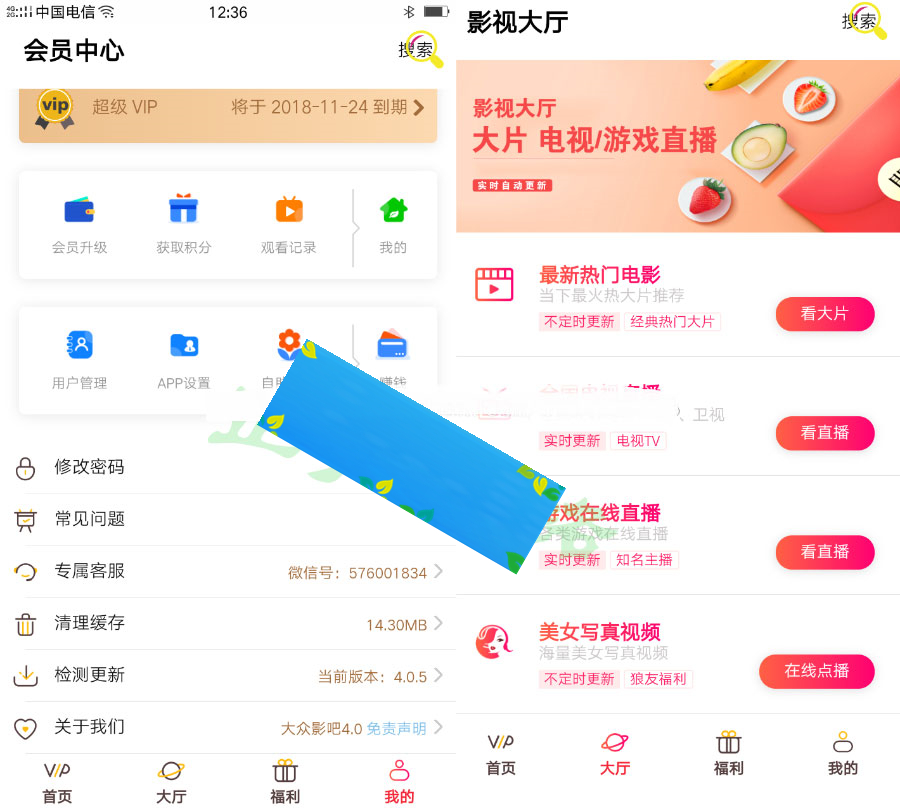 中国电信
12:36
会员中心
搜索
vip
超级 VIP
将于 2018-11-24 到期
会员升级
获取积分
观看记录
我的
用户管理
APP设置
修改密码
常见问题
专属客服
微信号：576001834
清理缓存
14.30MB
检测更新
当前版本：4.0.5
关于我们
大众影吧4.0 免责声明
VIP
首页
大厅
福利
我的
影视大厅
搜索
影视大厅
大片 电视/游戏直播
实时自动更新
最新热门电影
当下最火热大片推荐
不定时更新
经典热门大片
看大片
卫视
实时更新
电视TV
看直播
游戏在线直播
各类游戏在线直播
实时更新
知名主播
看直播
美女写真视频
海量美女写真视频
不定时更新
狼友福利
在线点播
VIP
首页
大厅
福利
我的